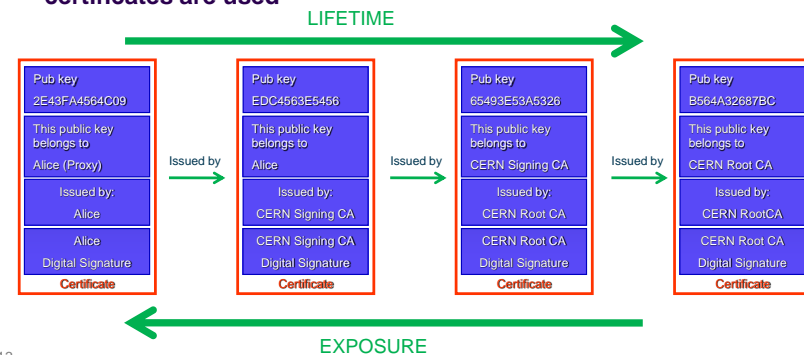 certificates are used
LIFETIME
Pub key
2E43FA4564C09
This public key
belongs to
Alice (Proxy)
Issued by:
Alice
Alice
Digital Signature
Certificate
Issued by
Pub key
EDC4563E5456
This public key
belongs to
Alice
Issued by:
CERN Signing CA
CERN Signing CA
Digital Signature
Certificate
Issued by
Pub key
65493E53A5326
This public key
belongs to
CERN Signing CA
Issued by:
CERN Root CA
CERN Root CA
Digital Signature
Certificate
Issued by
Pub key
B564A32687BC
This public key
belongs to
CERN Root CA
Issued by:
CERN RootCA
CERN Root CA
Digital Signature
Certificate
EXPOSURE